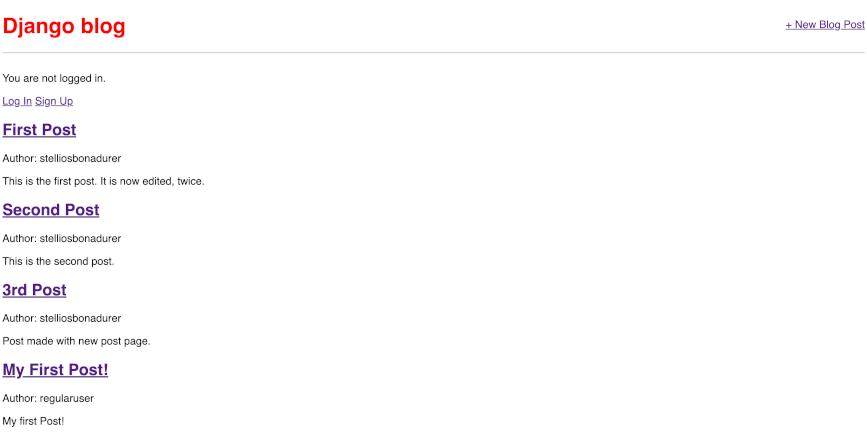 Django blog
+ New Blog Post
You are not logged in.
Log In Sign Up
First Post
Author: stelliosbonadurer
This is the first post. It is now edited, twice.
Second Post
Author: stelliosbonadurer
This is the second post.
3rd Post
Author: stelliosbonadurer
Post made with new post page.
My First Post!
Author: regularuser
My first Post!